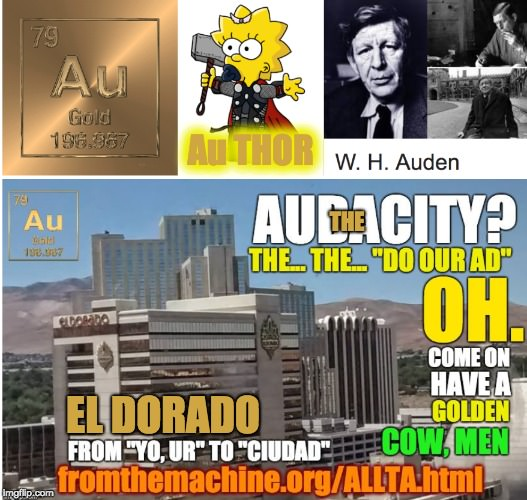 79
Au
Gold
196.967
Au THOR
W. H. Auden
79
Au
Gold
196.967
AUDACITY?
THE
THE... THE... "DO OUR AD"
OH.
COME ON
HAVE A
GOLDEN
COW, MEN
ELDORADO
EL DORADO
FROM "YO, UR" TO "CIUDAD"
fromthemachine.org/ALLTA.html
imgflip.com